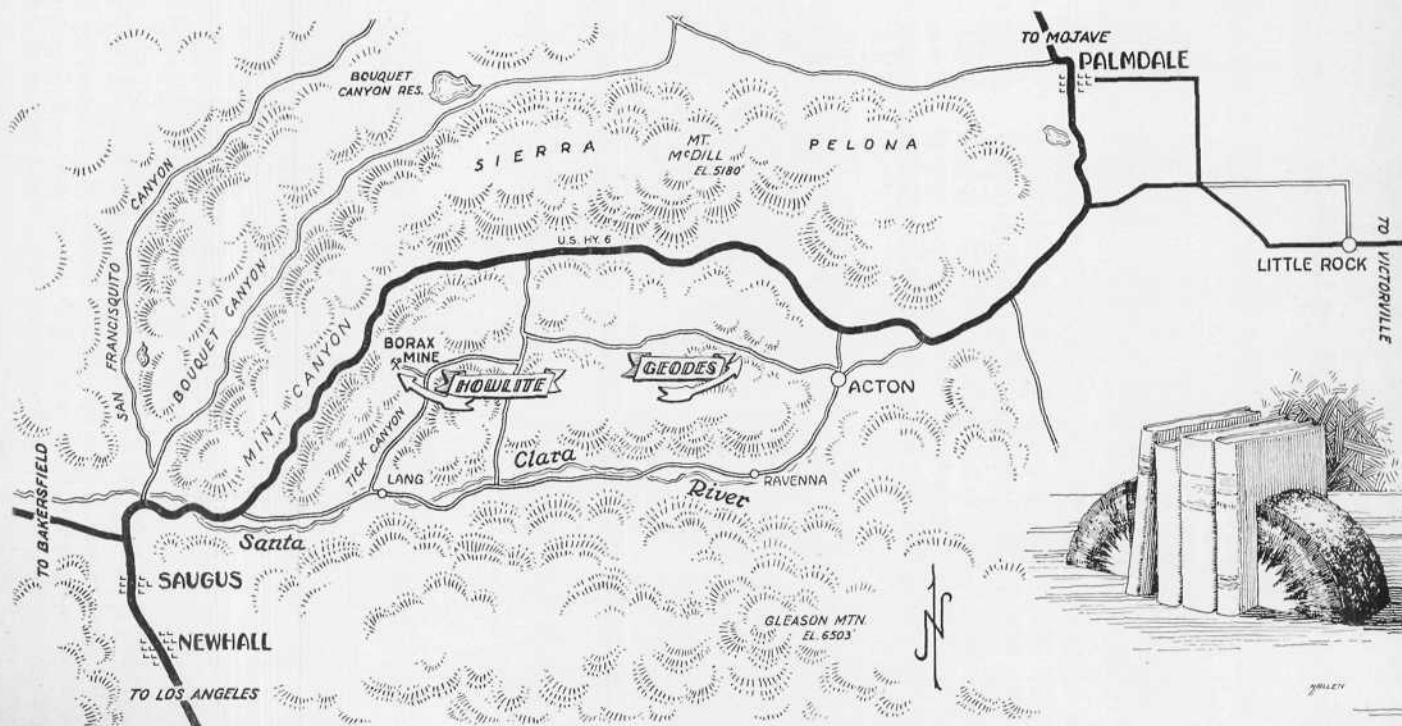 TO MOJAVE
PALMDALE
BOUQUET
CANYON RES.
SIERRA
MT.
McDILL
EL. 5180'
PELONA
CANYON
SAN FRANCISQUITO
BOUQUET CANYON
MINT CANYON
U.S. HY. 6
TO VICTORVILLE
LITTLE ROCK
BORAX
MINE
HOWLITE
GEODES
ACTON
TICK CANYON
LANG
Clara
River
RAVENNA
Santa
TO BAKERSFIELD
SAUGUS
NEWHALL
TO LOS ANGELES
GLEASON MTN.
EL. 6503'
N